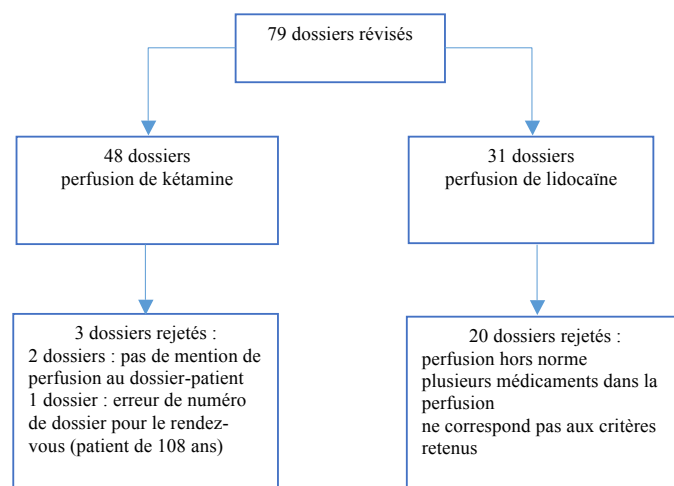 79 dossiers révisés
48 dossiers
perfusion de kétamine
31 dossiers
perfusion de lidocaïne
3 dossiers rejetés :
2 dossiers : pas de mention de
perfusion au dossier-patient
1 dossier : erreur de numéro
de dossier pour le rendez-
vous (patient de 108 ans)
20 dossiers rejetés :
perfusion hors norme
plusieurs médicaments dans la
perfusion
ne correspond pas aux critères
retenus